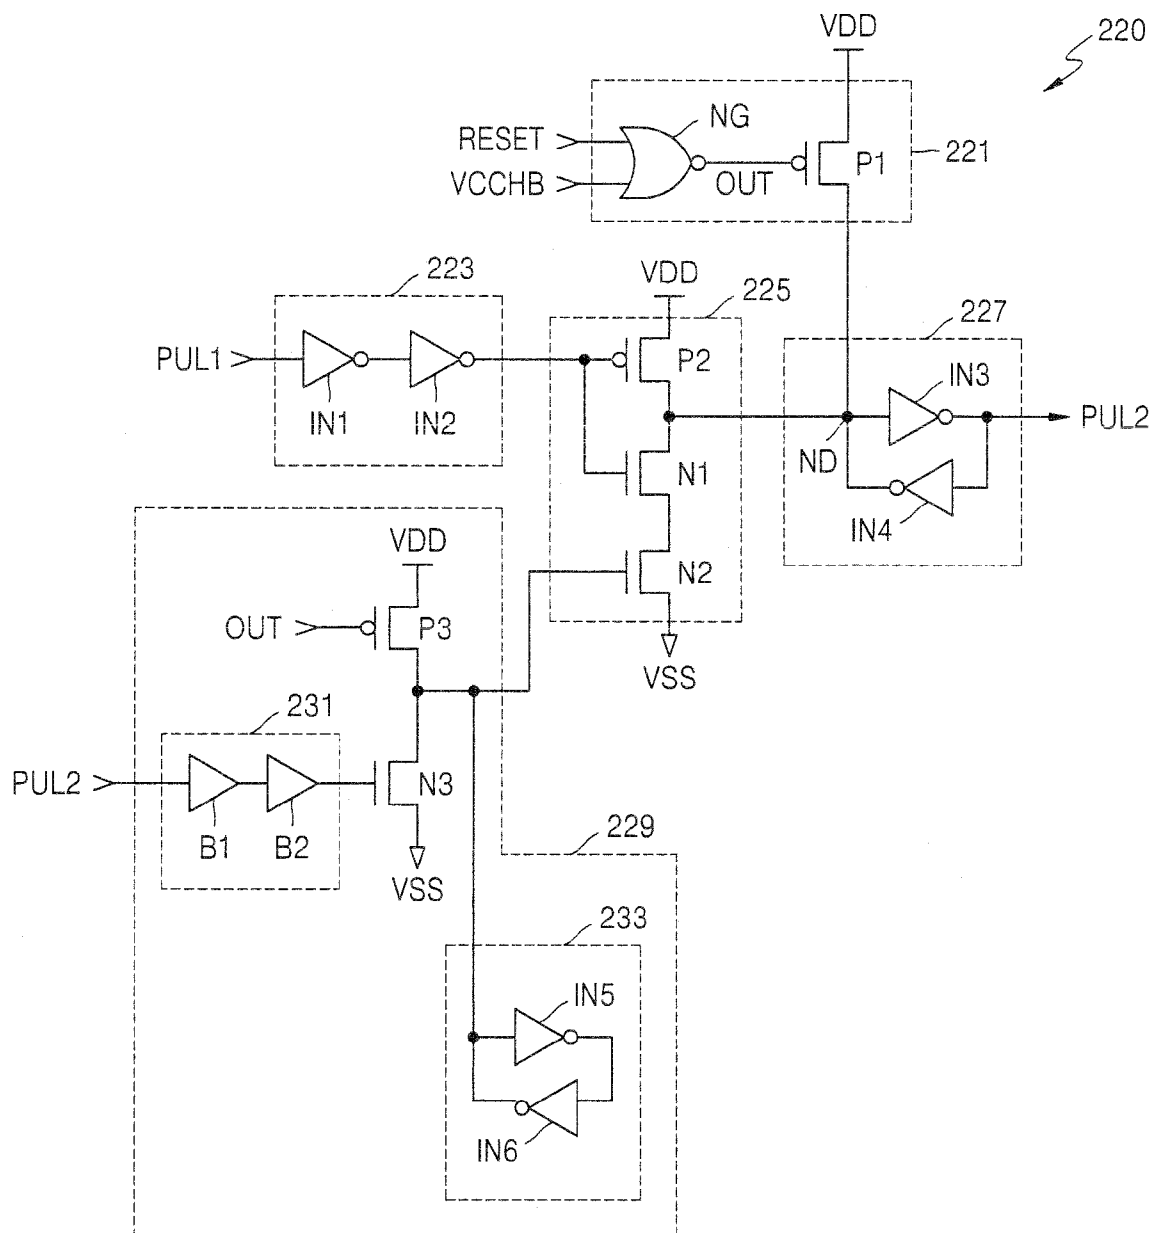 VDD
220
NG
RESET
VCCHB
OUT
P1
221
223
VDD
225
227
PUL1
IN1
IN2
P2
IN3
PUL2
ND
N1
IN4
VDD
N2
OUT
P3
VSS
231
PUL2
B1
B2
N3
229
VSS
233
IN5
IN6